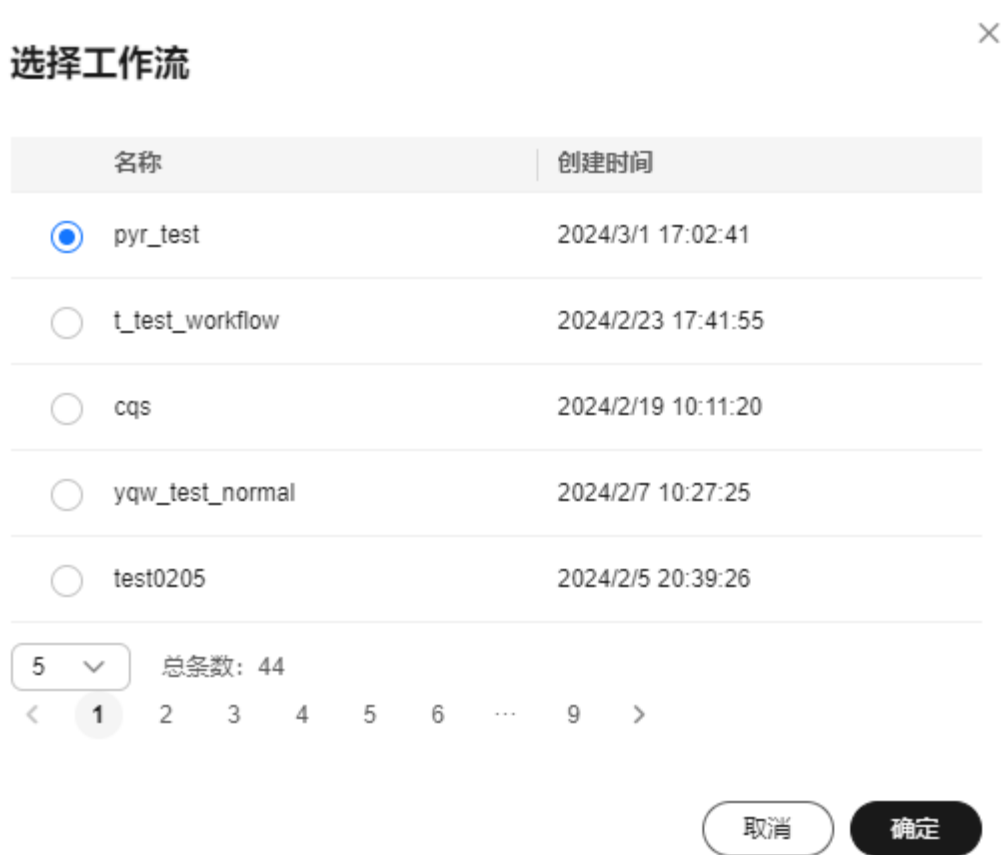 选择工作流
名称 创建时间
pyr_test 2024/3/1 17:02:41
t_test_workflow 2024/2/23 17:41:55
cqs 2024/2/19 10:11:20
yqw_test_normal 2024/2/7 10:27:25
test0205 2024/2/5 20:39:26
5 总条数：44
1 2 3 4 5 6 ... 9
取消 确定